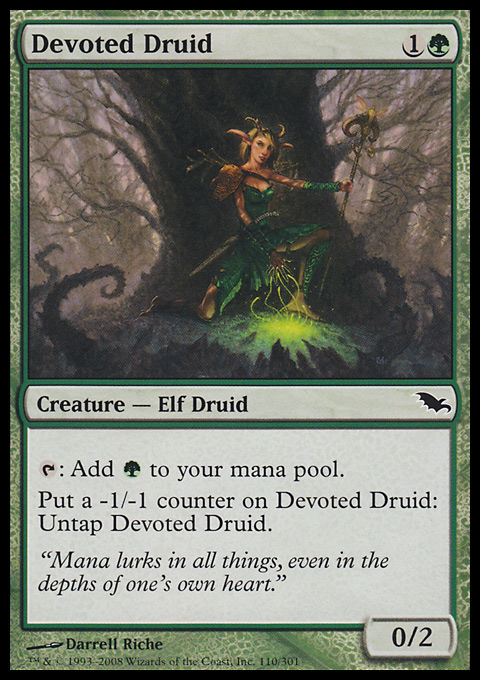 Devoted Druid 1
Creature — Elf Druid
: Add to your mana pool.
Put a -1/-1 counter on Devoted Druid:
Untap Devoted Druid.
“Mana lurks in all things, even in the
depths of one’s own heart.”
Darrell Riche
0/2
™ & © 1993–2008 Wizards of the Coast, Inc. 110/301